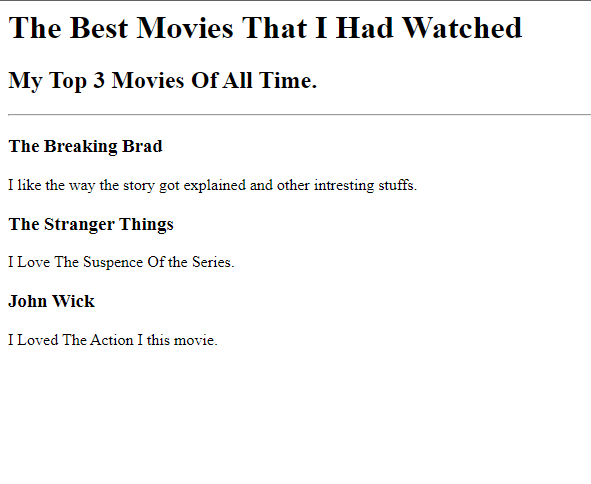 The Best Movies That I Had Watched
My Top 3 Movies Of All Time.
The Breaking Brad
I like the way the story got explained and other intresting stuffs.
The Stranger Things
I Love The Suspence Of the Series.
John Wick
I Loved The Action I this movie.